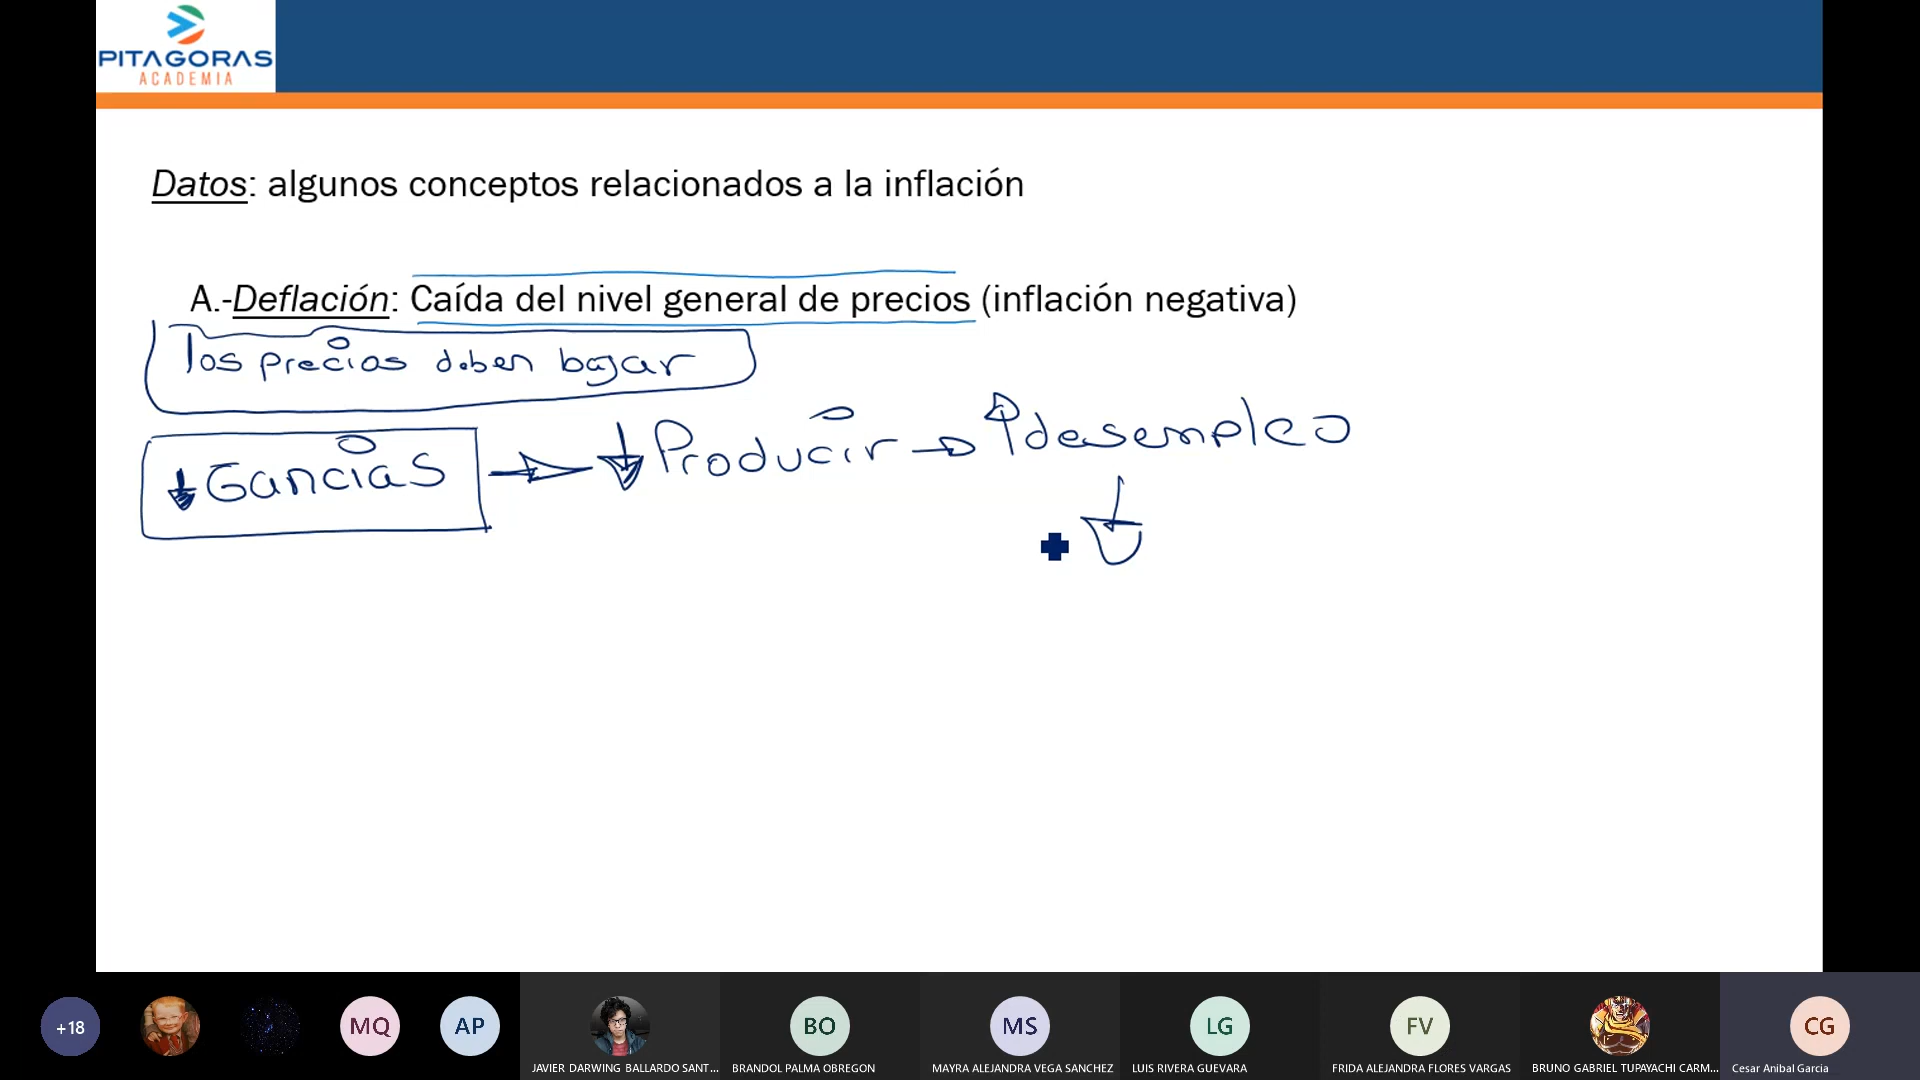 PITAGORAS
ACADEMIA
Datos: algunos conceptos relacionados a la inflación
A.-Deflación: Caída del nivel general de precios (inflación negativa)
los precios deben bajar
↓ Gancias → ↓ Producir → ↑ desempleo
↓
+18
MQ
AP
BO
MS
LG
FV
CG
JAVIER DARWING BALLARDO SANT...
BRANDOL PALMA OBREGON
MAYRA ALEJANDRA VEGA SANCHEZ
LUIS RIVERA GUEVARA
FRIDA ALEJANDRA FLORES VARGAS
BRUNO GABRIEL TUPAYACHI CARM...
Cesar Anibal Garcia